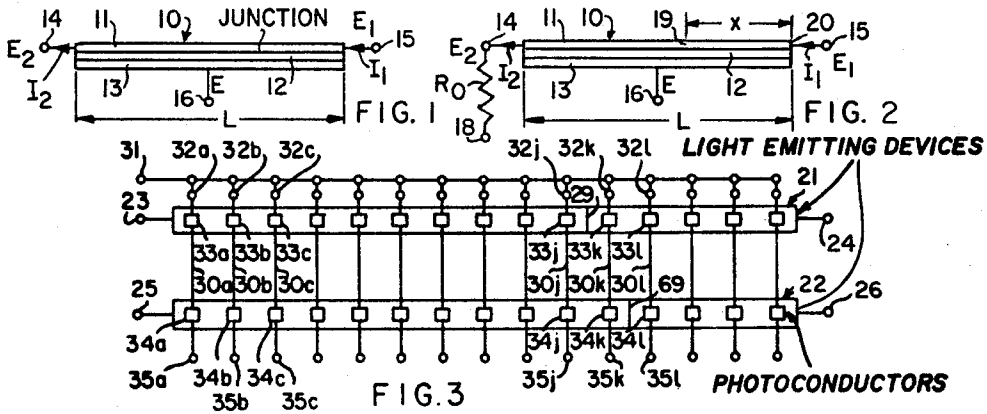 14 11 10 JUNCTION 15
E2 E1
I2 I1
13 16 E 12
L
FIG. 1
14 11 10 19 X 20 15
E2 E1
I2 I1
R0 13 16 E 12
18 L
FIG. 2
LIGHT EMITTING DEVICES
31 32a 32b 32c 32j 32k 32l
23 29 21
33a 33b 33c 33j 33k 33l 24
30a 30b 30c 30j 30k 30l 69
25 22 26
34a 34b 34c 34j 34k 34l
35a 35b 35c 35j 35k 35l
PHOTOCONDUCTORS
FIG. 3